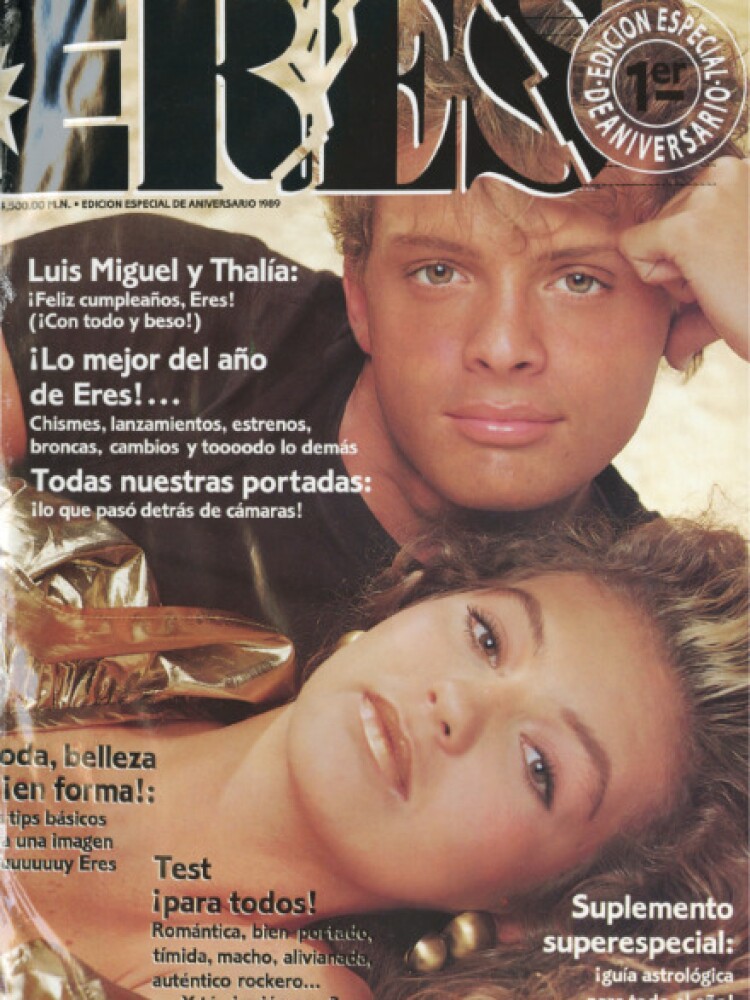 ERES
EDICION ESPECIAL
1er
DE ANIVERSARIO
EDICION ESPECIAL DE ANIVERSARIO 1989
Luis Miguel y Thalía:
¡Feliz cumpleaños, Eres!
(¡Con todo y beso!)
¡Lo mejor del año
de Eres!...
Chismes, lanzamientos, estrenos,
broncas, cambios y toooodo lo demás
Todas nuestras portadas:
¡lo que pasó detrás de cámaras!
oda, belleza
¡en forma!:
tips básicos
a una imagen
uuuuuuy Eres
Test
¡para todos!
Romántica, bien portado,
tímida, macho, alivianada,
auténtico rockero...
Suplemento
superespecial:
¡guía astrológica